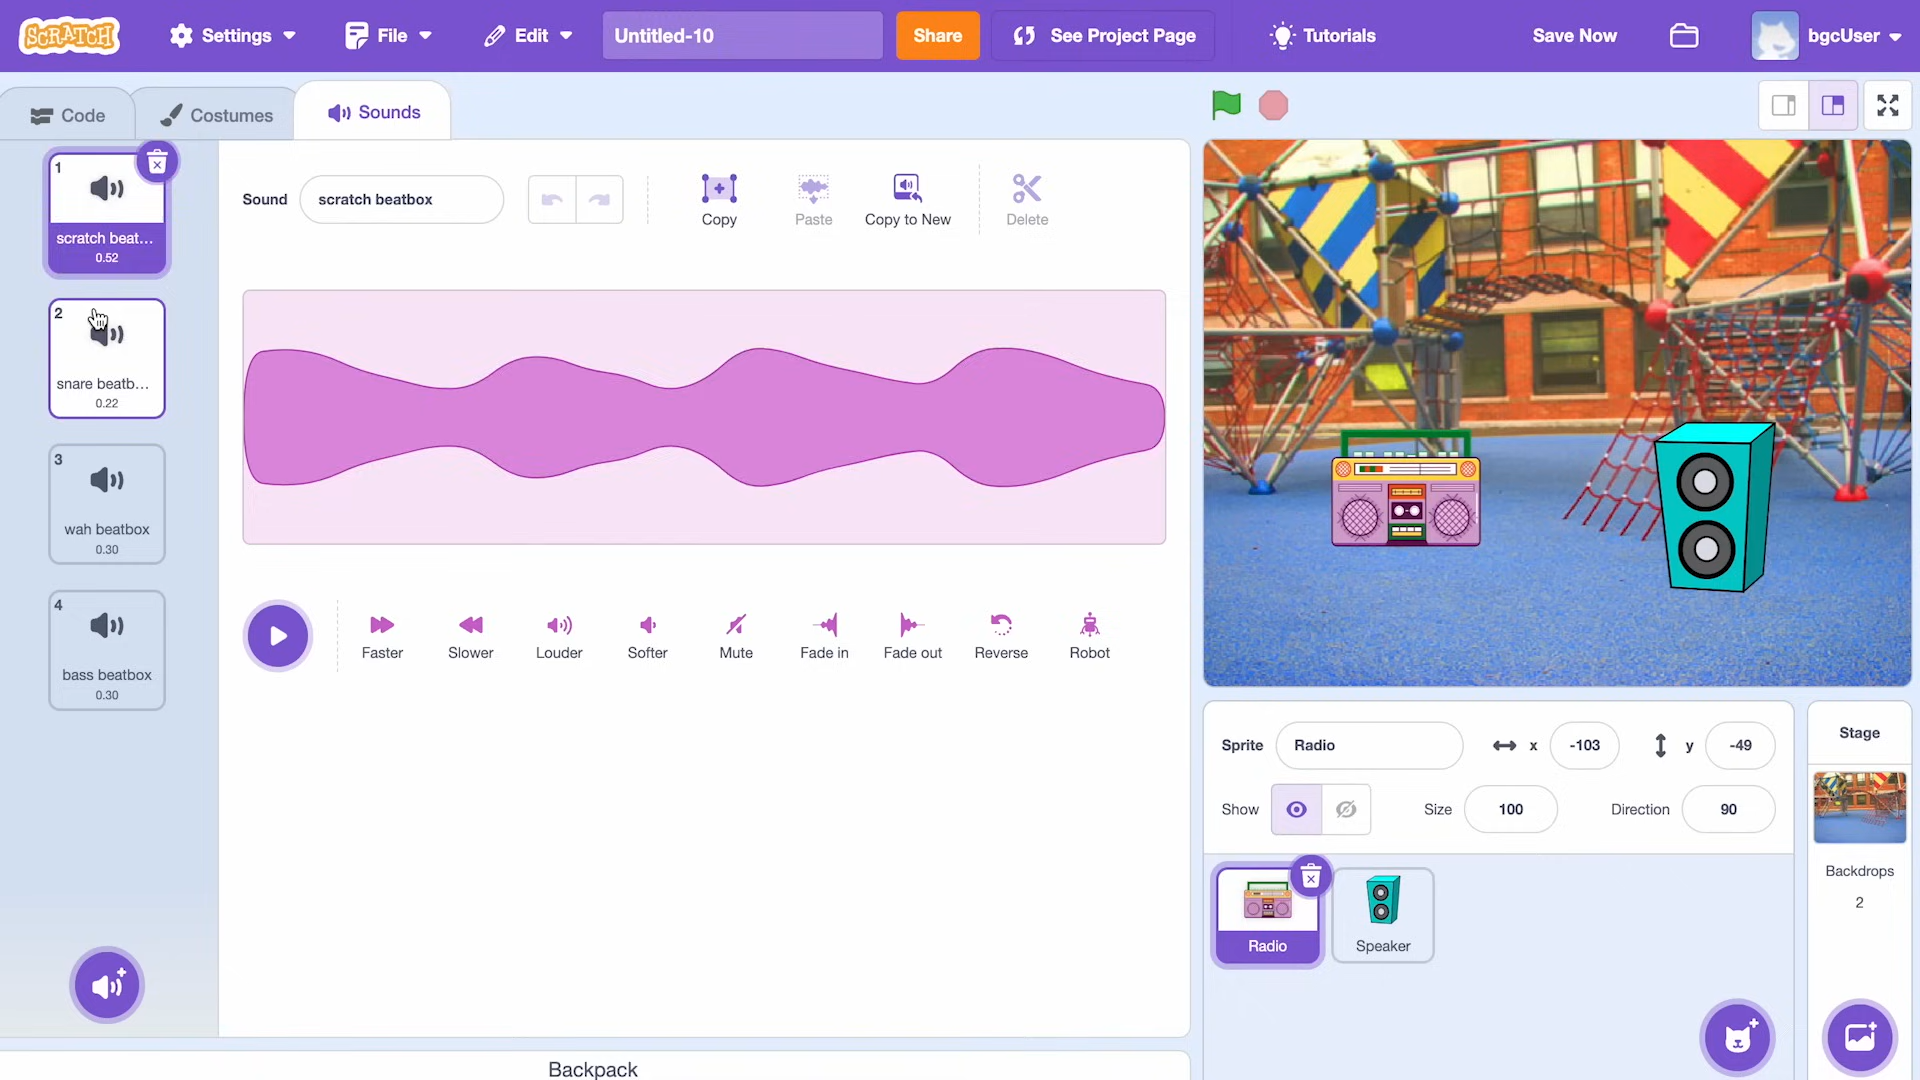 SCRATCH Settings File Edit Untitled-10 Share See Project Page Tutorials Save Now bgcUser
Code Costumes Sounds
1
scratch beat...
0.52
2
snare beatb...
0.22
3
wah beatbox
0.30
4
bass beatbox
0.30
Sound scratch beatbox Copy Paste Copy to New Delete
Faster Slower Louder Softer Mute Fade in Fade out Reverse Robot
Backpack
Sprite Radio x -103 y -49
Show Size 100 Direction 90
Radio Speaker
Stage
Backdrops
2